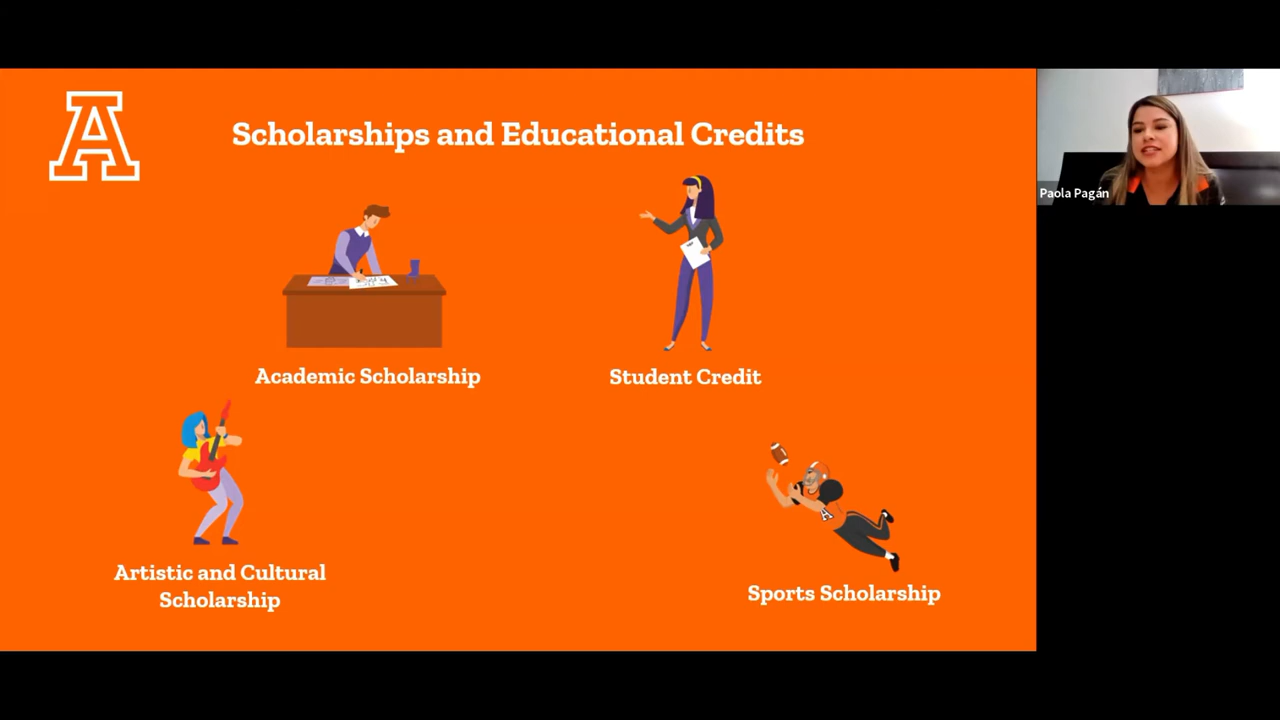 A
Scholarships and Educational Credits
Paola Pagán
Academic Scholarship
Student Credit
A
Artistic and Cultural
Scholarship
Sports Scholarship